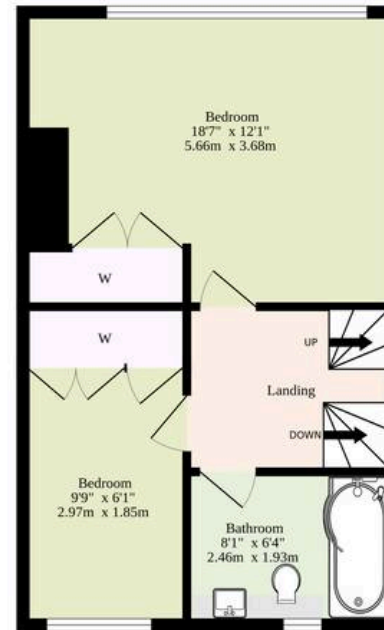 Bedroom
18'7" x 12'1"
5.66m x 3.68m
W
W
UP
Landing
DOWN
Bedroom
9'9" x 6'1"
2.97m x 1.85m
Bathroom
8'1" x 6'4"
2.46m x 1.93m